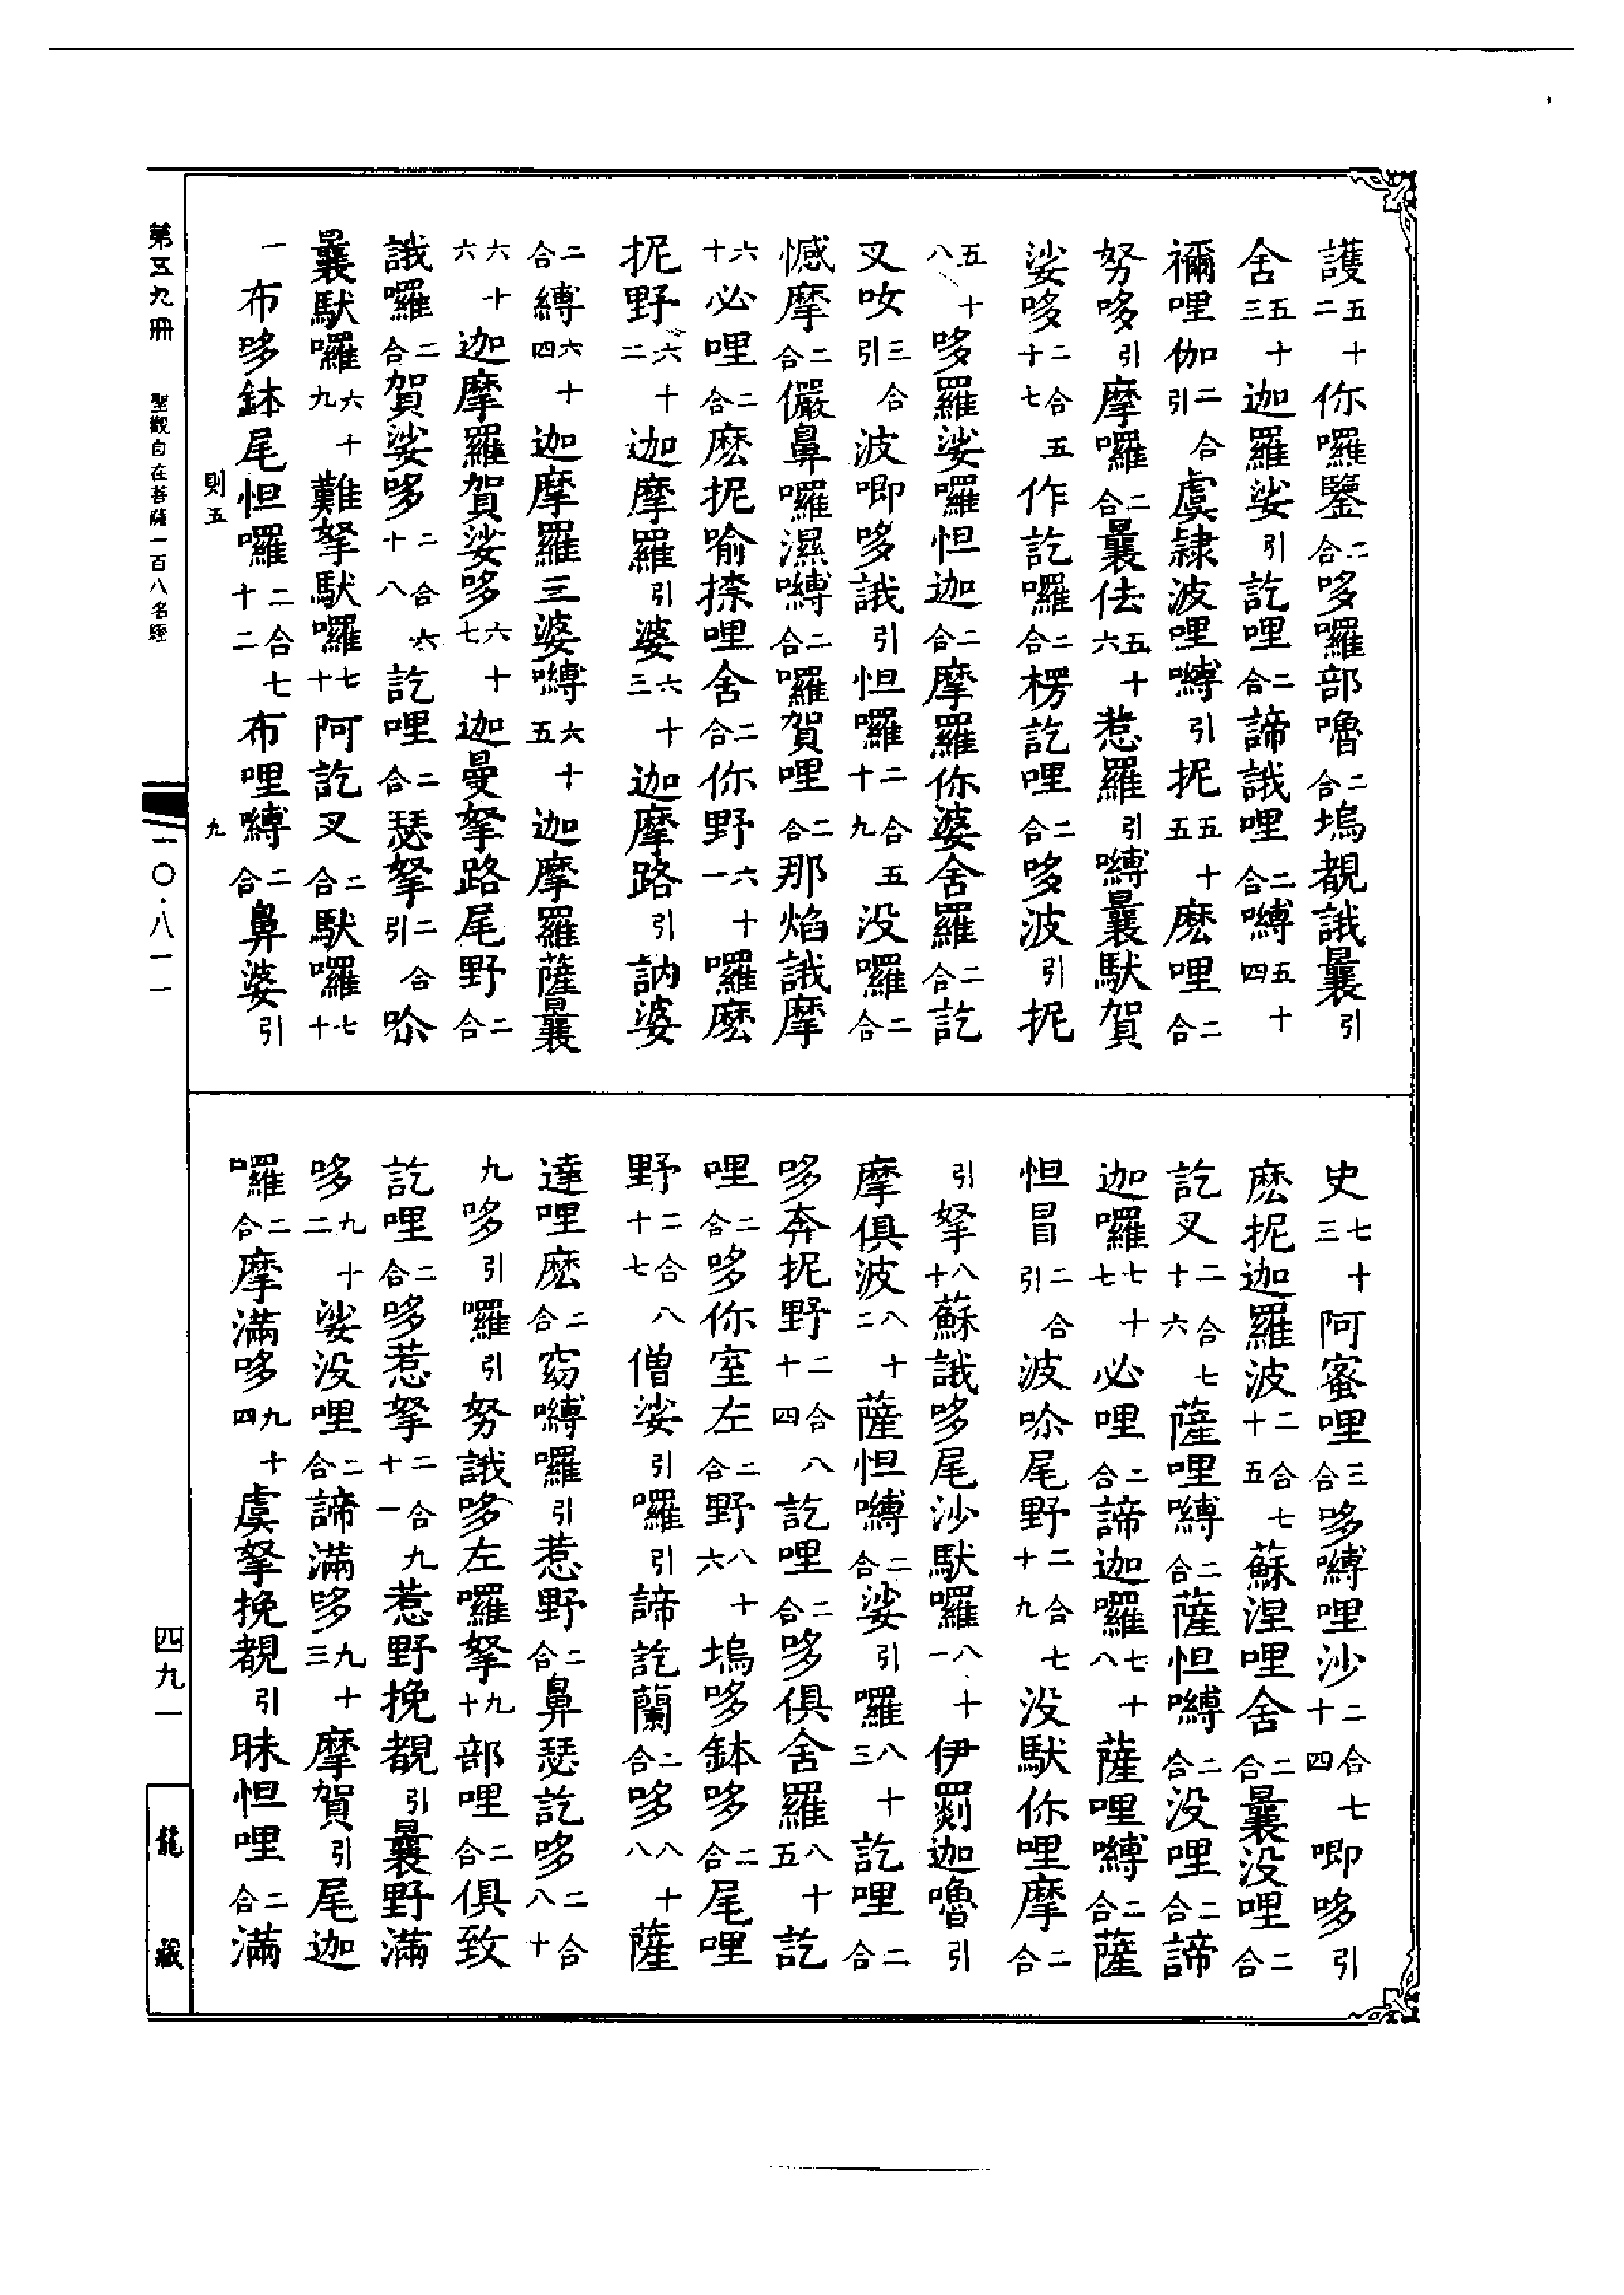 護五十二你囉鑒二合哆囉部嚕二合塢覩誐曩引
舍五十三迦羅娑引訖哩二合諦誐哩二合嚩五十四
禰哩伽二合引虞隷波哩嚩引抳五十五麽哩二合
努哆引摩囉二合曩佉五十六惹羅引嚩曩馱賀
娑哆二合五十七作訖囉二合楞訖哩二合哆波引抳
五十八哆羅娑囉怛迦二合摩羅你婆舍羅二合訖
叉吹三合引波唧哆誐引怛囉二合五十九没囉二合
憾摩二合儼鼻囉濕嚩二合囉賀哩二合那焰誐摩
六十必哩二合麽抳喻捺哩舍二合你野六十一囉麽
抳野六十二迦摩羅引婆六十三迦摩路引訥婆
二合嚩六十四迦摩羅三婆嚩六十五迦摩羅薩曩
六十六迦摩羅賀娑哆六十七迦曼拏路尾野二合
誐囉二合賀娑哆二合六十八訖哩二合瑟拏二合引唋
曩馱囉六十九難拏馱囉七十阿訖叉二合馱囉七十
一布哆鉢尾怛囉二合七十二布哩嚩二合鼻婆引
史七十三阿蜜哩三合哆嚩哩沙二合七十四唧哆引
麽抳迦羅波二合七十五蘇涅哩舍二合曩没哩二合
訖叉二合七十六薩哩嚩二合薩怛嚩二合没哩二合諦
迦囉七十七必哩二合諦迦囉七十八薩哩嚩二合薩
怛冒二合引波唋尾野二合七十九没馱你哩摩二合
引拏八十蘇誐哆尾沙馱囉八十一伊剡迦嚕引
摩俱波八十二薩怛嚩二合娑引囉八十三訖哩二合
哆奔抳野二合八十四訖哩二合哆俱舍羅八十五訖
哩二合哆你室左二合野八十六塢哆鉢哆二合尾哩
野二合八十七僧娑引囉引諦訖蘭二合哆八十八薩
達哩麽二合窈嚩囉引惹野二合鼻瑟訖哆二合八十
九哆引囉引努誐哆左囉拏九十部哩二合俱致
訖哩二合哆惹拏二合九十一惹野挽覩引曩野滿
哆九十二娑没哩二合諦滿哆九十三摩賀引尾迦
囉二合摩滿哆九十四虞拏挽覩引昧怛哩二合滿
第五九冊
聖觀自在菩薩一百八名經
則五
九
一一〇·八一一
四九一
龍藏